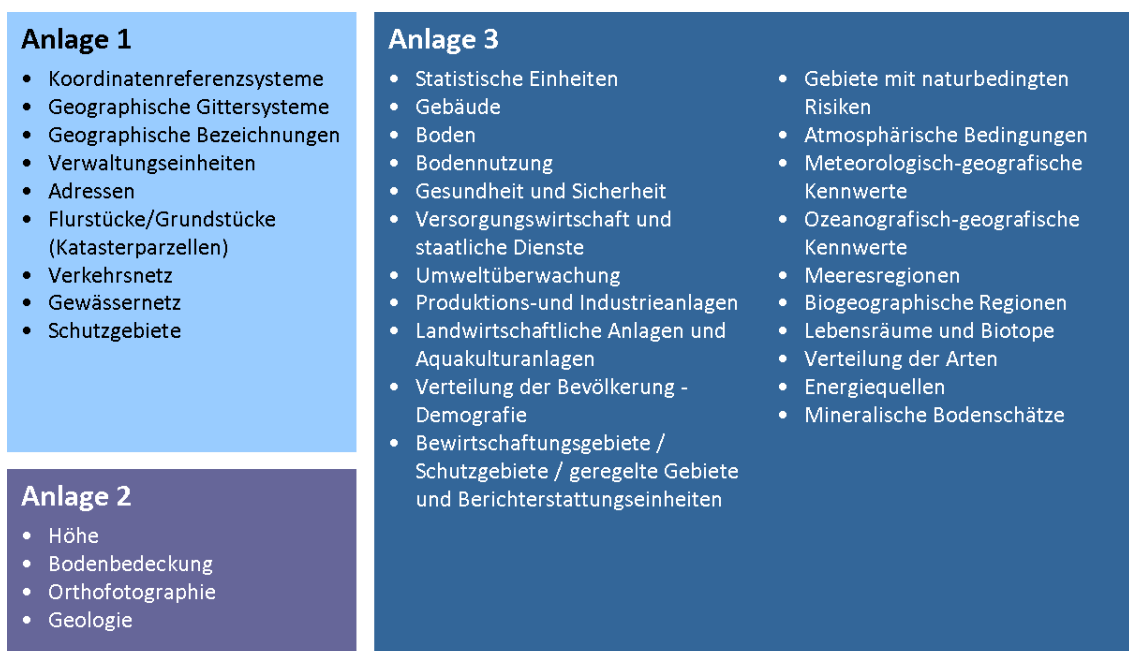 Anlage 1
• Koordinatenreferenzsysteme
• Geographische Gittersysteme
• Geographische Bezeichnungen
• Verwaltungseinheiten
• Adressen
• Flurstücke/Grundstücke
(Katasterparzellen)
• Verkehrsnetz
• Gewässernetz
• Schutzgebiete
Anlage 2
• Höhe
• Bodenbedeckung
• Orthofotographie
• Geologie
Anlage 3
• Statistische Einheiten
• Gebäude
• Boden
• Bodennutzung
• Gesundheit und Sicherheit
• Versorgungswirtschaft und
staatliche Dienste
• Umweltüberwachung
• Produktions-und Industrieanlagen
• Landwirtschaftliche Anlagen und
Aquakulturanlagen
• Verteilung der Bevölkerung -
Demografie
• Bewirtschaftungsgebiete /
Schutzgebiete / geregelte Gebiete
und Berichterstattungseinheiten
• Gebiete mit naturbedingten
Risiken
• Atmosphärische Bedingungen
• Meteorologisch-geografische
Kennwerte
• Ozeanografisch-geografische
Kennwerte
• Meeresregionen
• Biogeographische Regionen
• Lebensräume und Biotope
• Verteilung der Arten
• Energiequellen
• Mineralische Bodenschätze